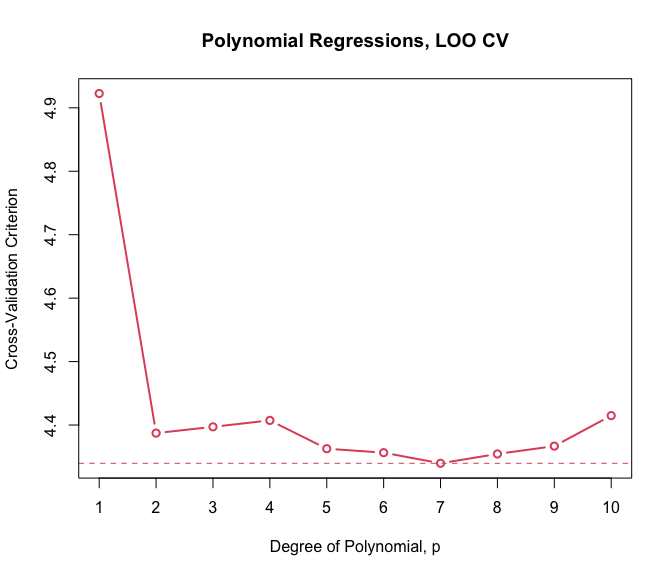 Polynomial Regressions, LOO CV
Cross-Validation Criterion
4.9
4.8
4.7
4.6
4.5
4.4
1 2 3 4 5 6 7 8 9 10
Degree of Polynomial, p